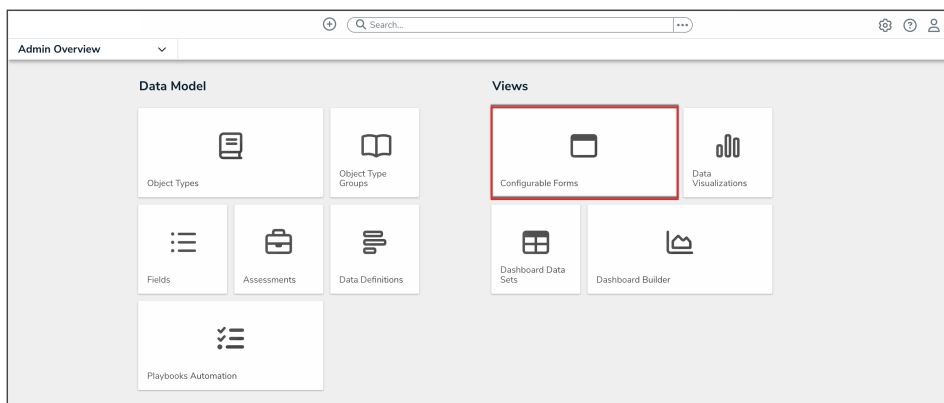 Search...
Admin Overview
Data Model
Views
Object Types
Object Type
Groups
Configurable Forms
Data
Visualizations
Fields
Assessments
Data Definitions
Dashboard Data
Sets
Dashboard Builder
Playbooks Automation